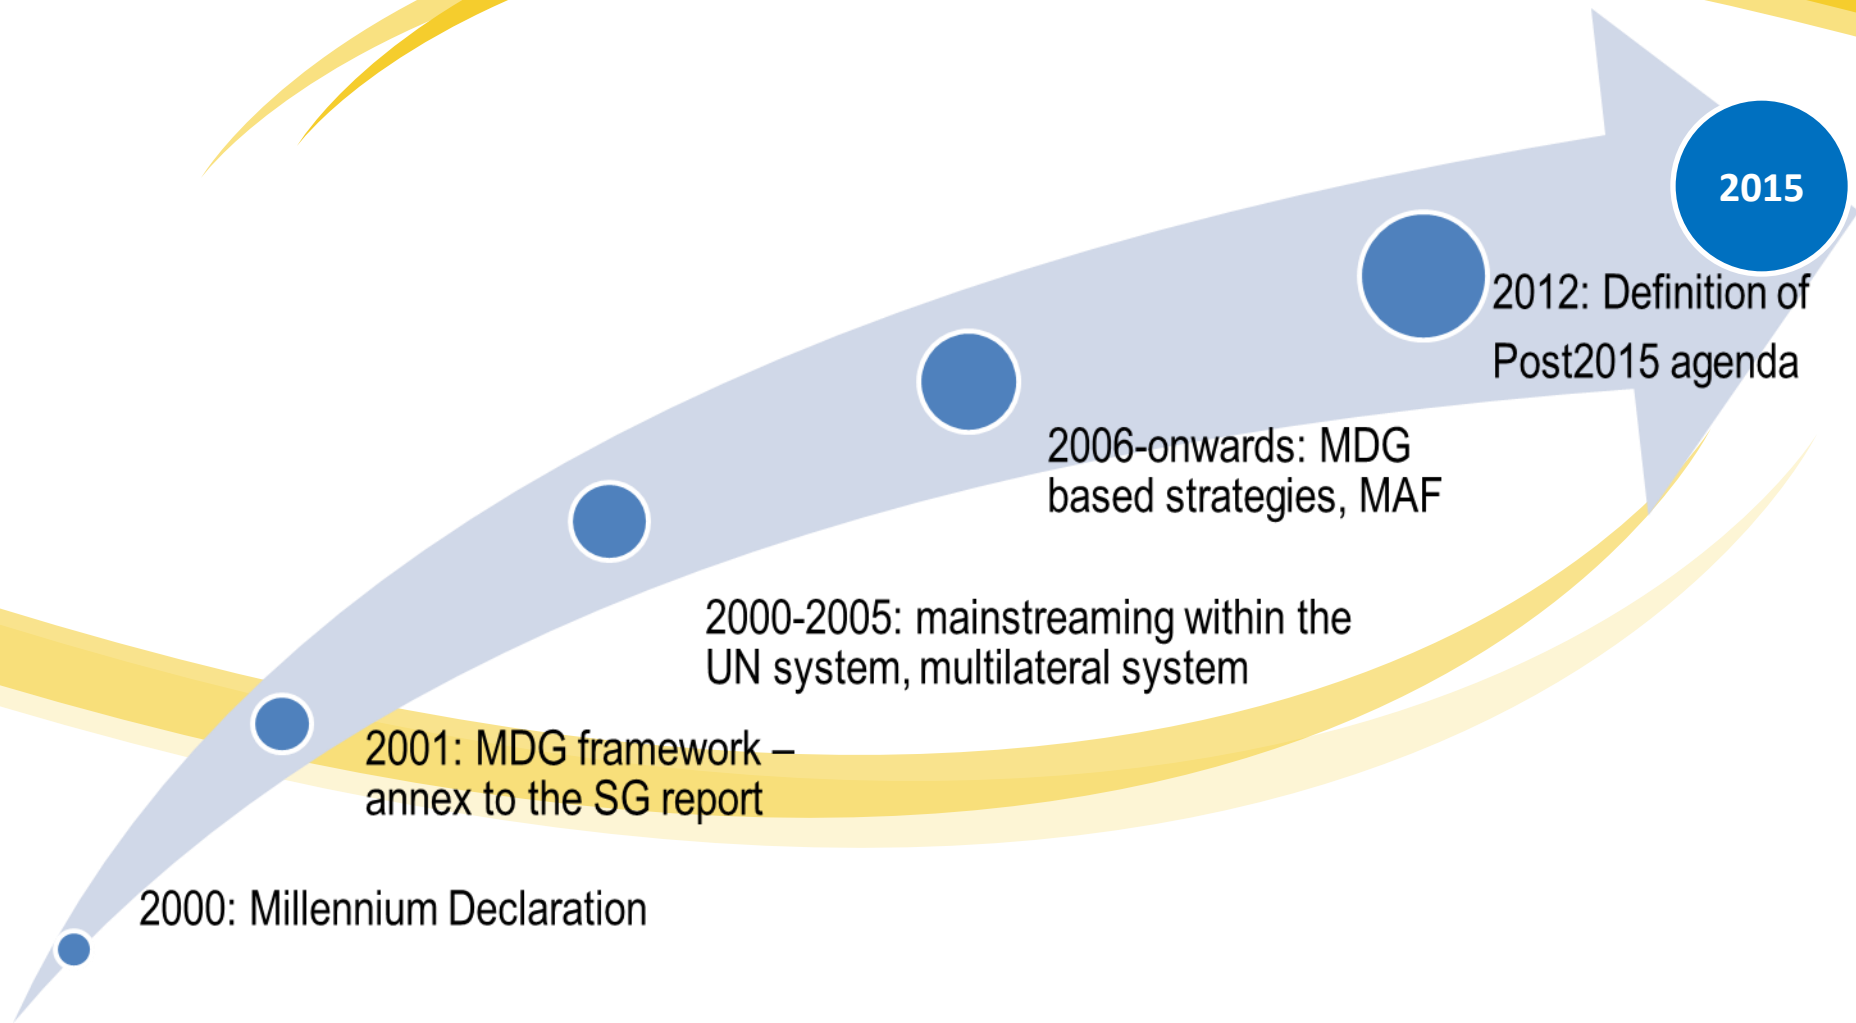 2015
2012: Definition of
Post2015 agenda
2006-onwards: MDG
based strategies, MAF
2000-2005: mainstreaming within the
UN system, multilateral system
2001: MDG framework –
annex to the SG report
2000: Millennium Declaration